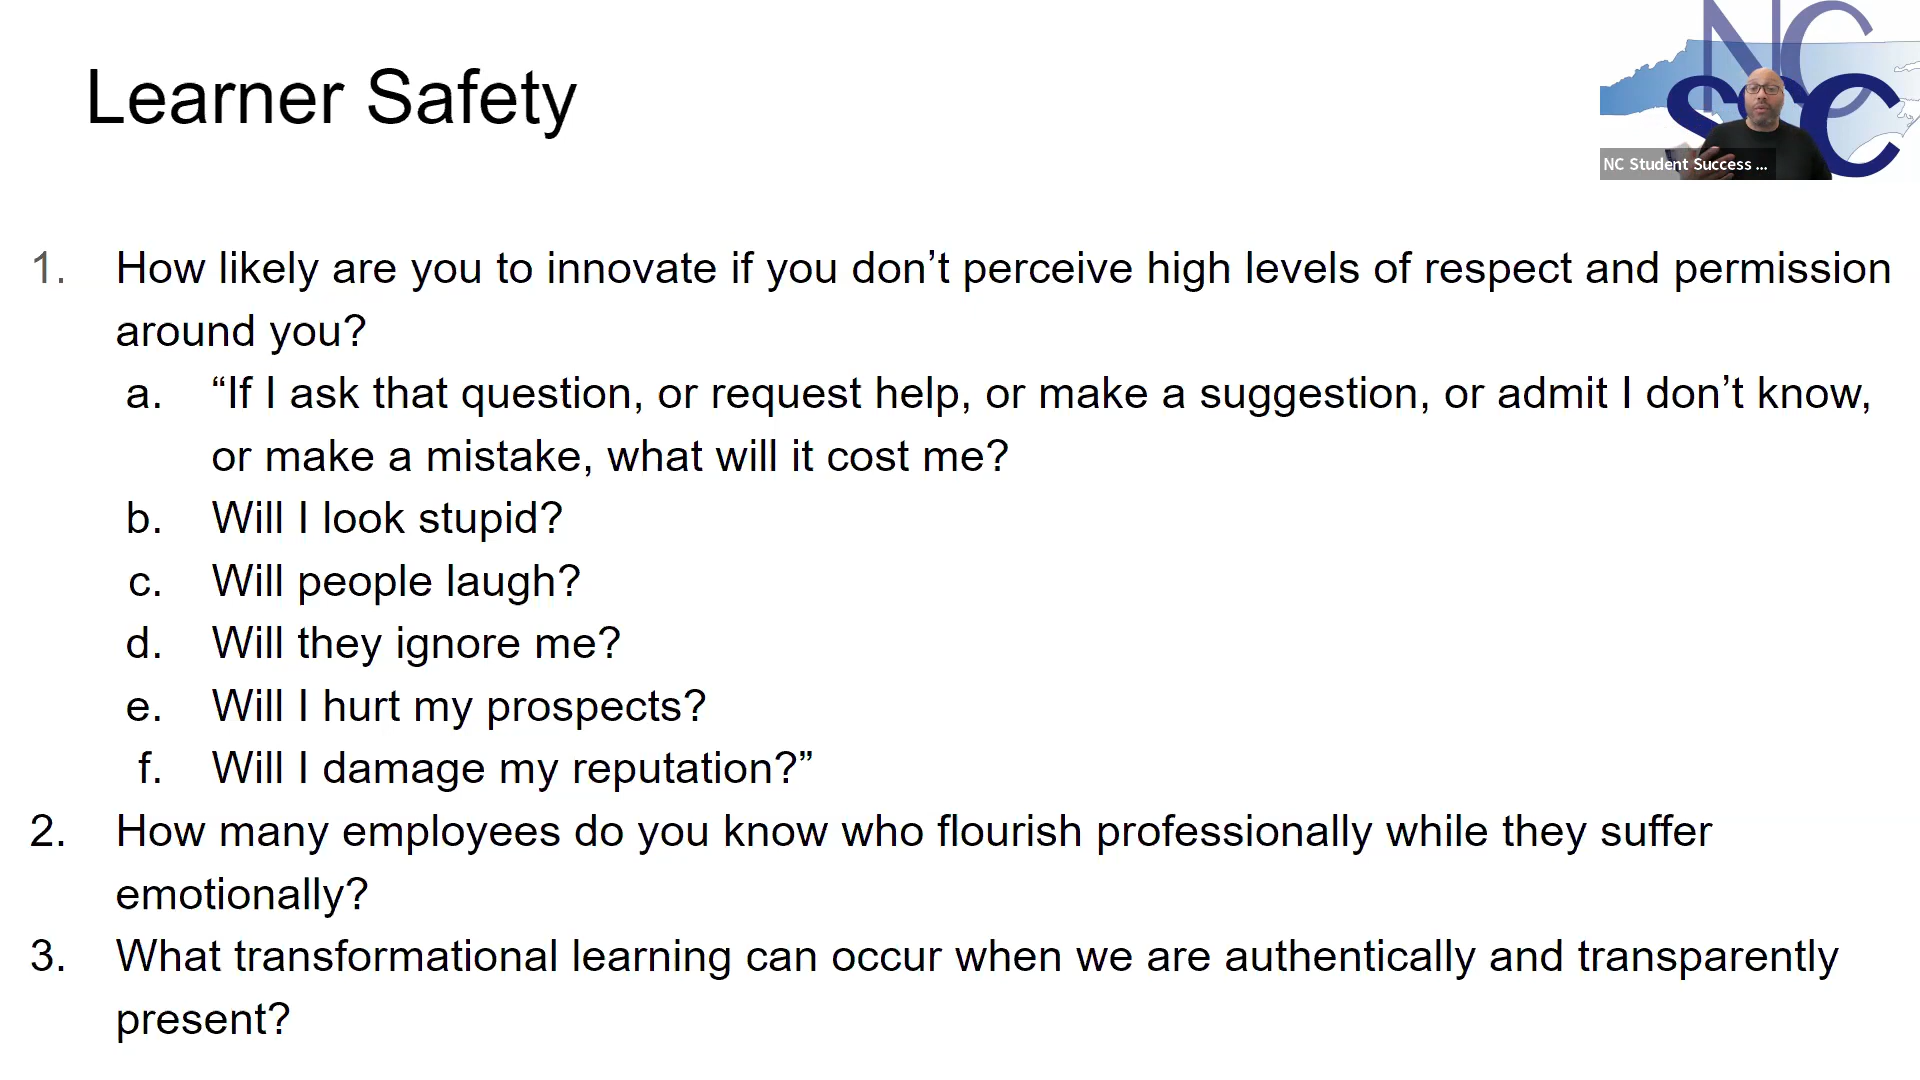 Learner Safety
NC
SSC
NC Student Success ...
1. How likely are you to innovate if you don’t perceive high levels of respect and permission
around you?
a. “If I ask that question, or request help, or make a suggestion, or admit I don’t know,
or make a mistake, what will it cost me?
b. Will I look stupid?
c. Will people laugh?
d. Will they ignore me?
e. Will I hurt my prospects?
f. Will I damage my reputation?”
2. How many employees do you know who flourish professionally while they suffer
emotionally?
3. What transformational learning can occur when we are authentically and transparently
present?